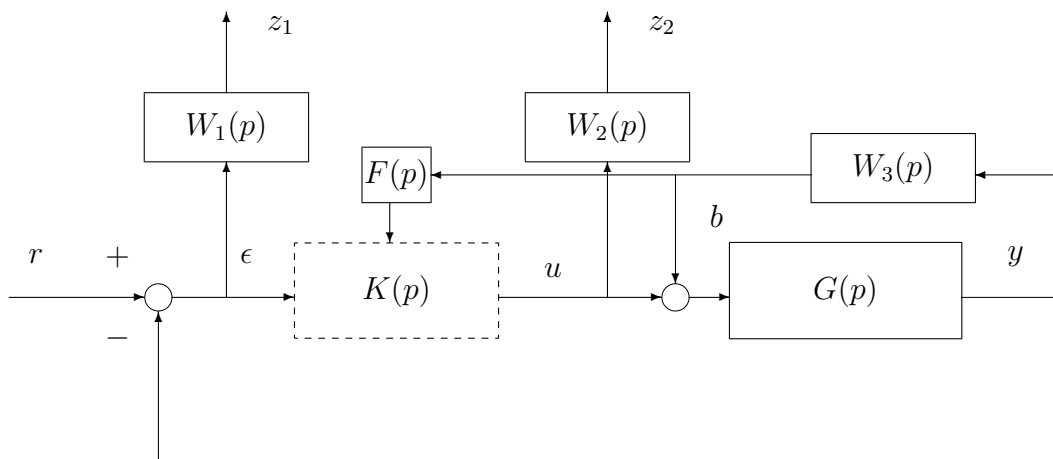 z₁ z₂
W₁(p) W₂(p)
F(p) W₃(p)
b
r + ϵ u y
K(p) G(p)
−